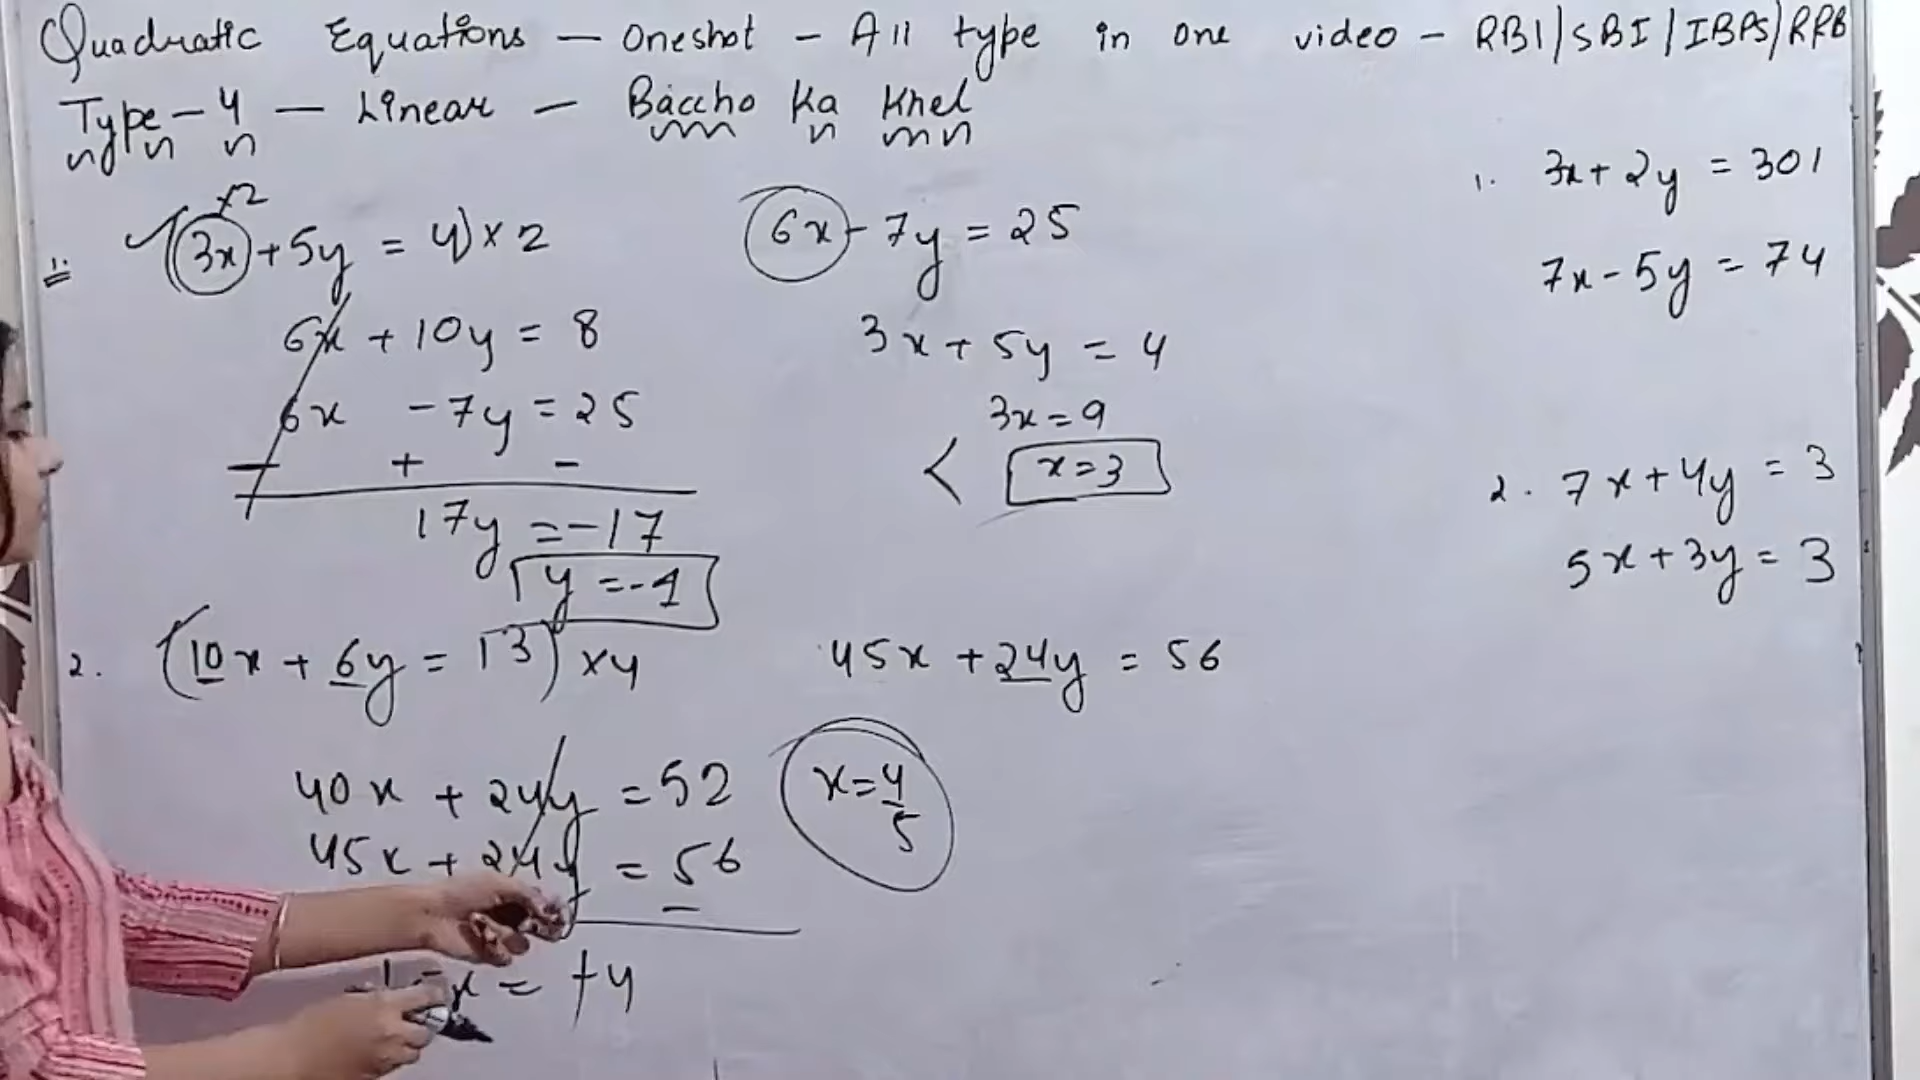 Quadratic Equations — Oneshot - All type in one video - RBI/SBI/IBPS/RRB
Type - 4 — Linear — Baccho Ka Khel
×2
1. (3x + 5y = 4) × 2
6x - 7y = 25
6x + 10y = 8
6x - 7y = 25
- + -
17y = -17
y = -1
3x + 5y = 4
3x = 9
< x = 3
2. (10x + 6y = 13) × 4
45x + 24y = 56
40x + 24y = 52
45x + 24y = 56
-
x = +4
x = 4/5
1. 3x + 2y = 301
7x - 5y = 74
2. 7x + 4y = 3
5x + 3y = 3